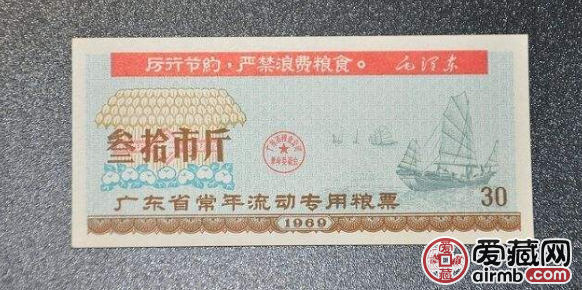 厉行节约，严禁浪费粮食。 毛泽东
叁拾市斤
30
广东省常年流动专用粮票
1969
爱藏网
airmb.com